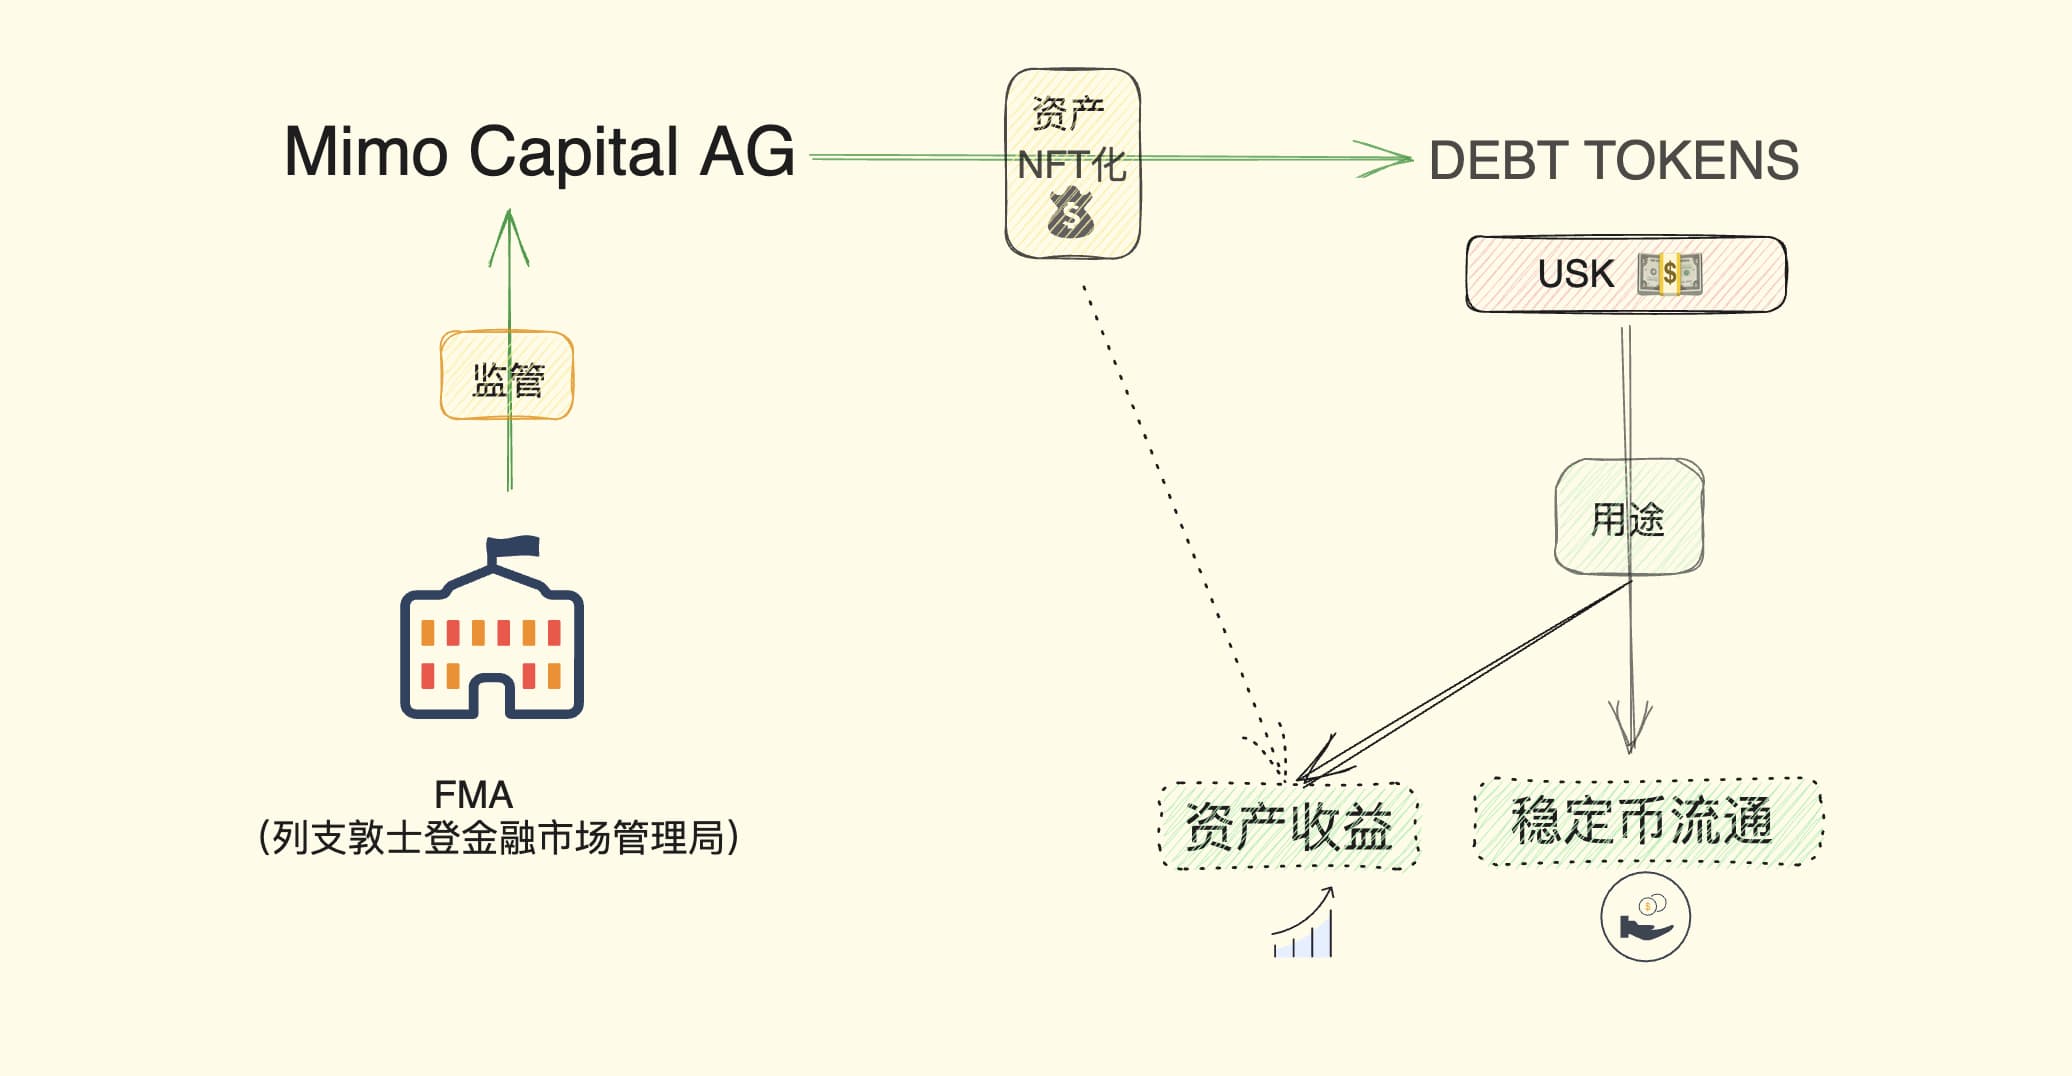 Mimo Capital AG
资产
NFT化
DEBT TOKENS
USK
监管
用途
FMA
（列支敦士登金融市场管理局）
资产收益
稳定币流通